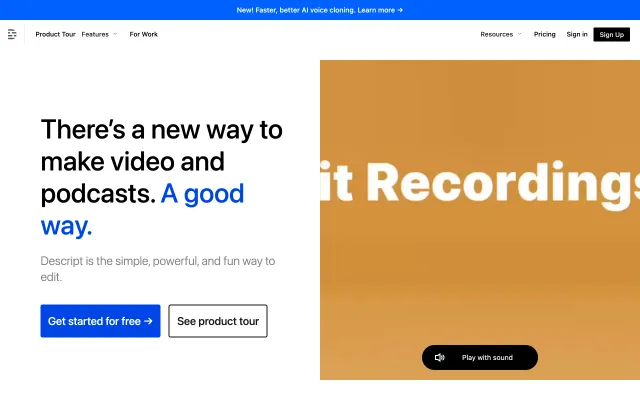 New! Faster, better AI voice cloning. Learn more →
Product Tour Features For Work Resources Pricing Sign in Sign Up
There's a new way to
make video and
podcasts. A good
way.
Descript is the simple, powerful, and fun way to
edit.
Get started for free → See product tour
it Recordings
Play with sound